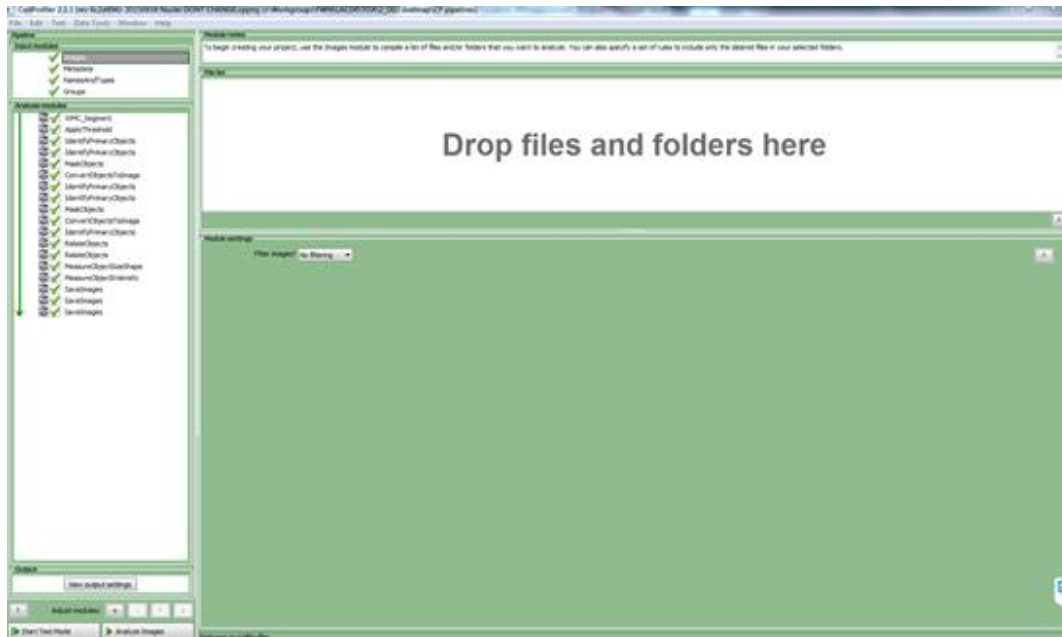 File Edit Test Data Tools Window Help
Pipeline
Input modules
Images
Metadata
NamesAndTypes
Groups
Analysis modules
ApplyThreshold
IdentifyPrimaryObjects
IdentifyPrimaryObjects
MaskObjects
ConvertObjectsToImage
IdentifyPrimaryObjects
IdentifyPrimaryObjects
MaskObjects
ConvertObjectsToImage
IdentifyPrimaryObjects
RelateObjects
RelateObjects
MeasureObjectSizeShape
MeasureObjectIntensity
SaveImages
SaveImages
SaveImages
Output
View output settings
? Adjust modules: + - ^ v
Start Test Mode Analyze Images
Module notes
To begin creating your project, use the Images module to compile a list of files and/or folders that you want to analyze. You can also specify a set of rules to include only the desired files in your selected folders.
File list
Drop files and folders here
?
Module settings
Filter images? No filtering
?
Welcome to CellProfiler